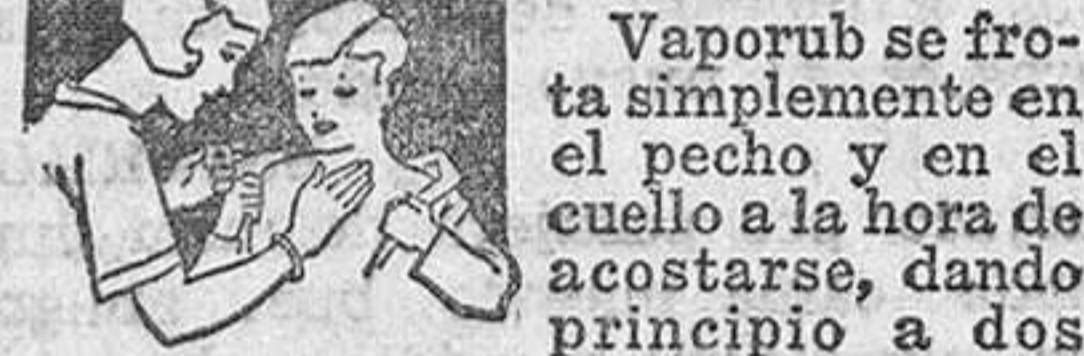 Vaporub se fro-
ta simplemente en
el pecho y en el
cuello a la hora de
acostarse, dando
principio a dos